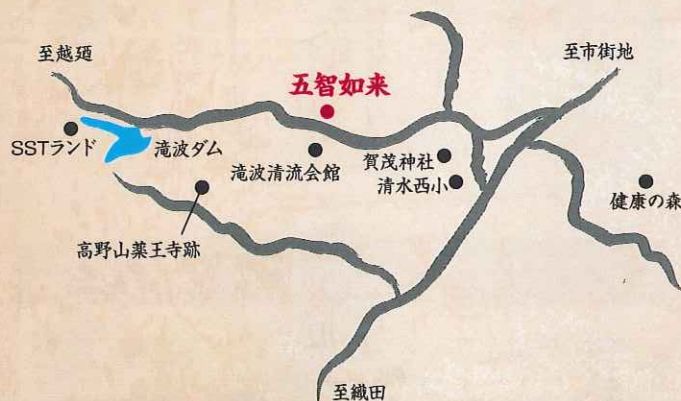 至越廼
至市街地
五智如来
SSTランド
滝波ダム
滝波清流会館
賀茂神社
清水西小
健康の森
高野山薬王寺跡
至織田